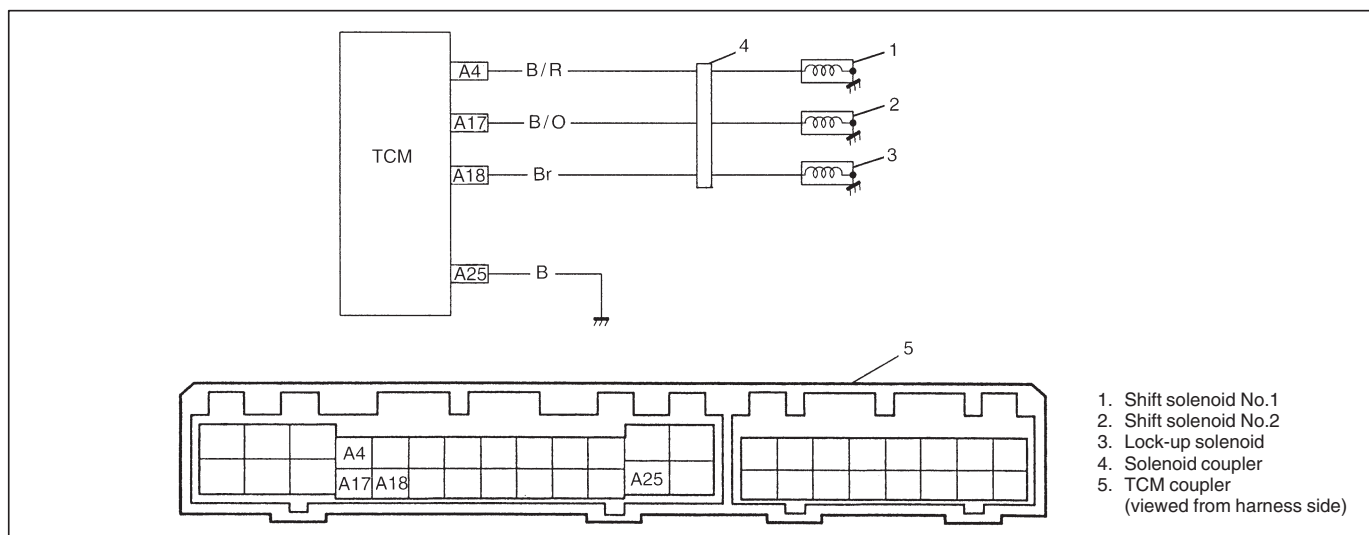 4
1
A4 B/R
2
A17 B/O
TCM
3
A18 Br
A25 B
5
1. Shift solenoid No.1
2. Shift solenoid No.2
3. Lock-up solenoid
4. Solenoid coupler
5. TCM coupler
(viewed from harness side)
A4
A17 A18 A25